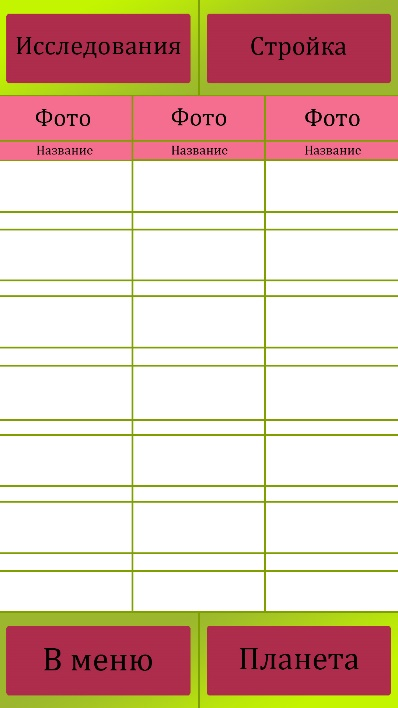 Исследования
Стройка
Фото
Фото
Фото
Название
Название
Название
В меню
Планета